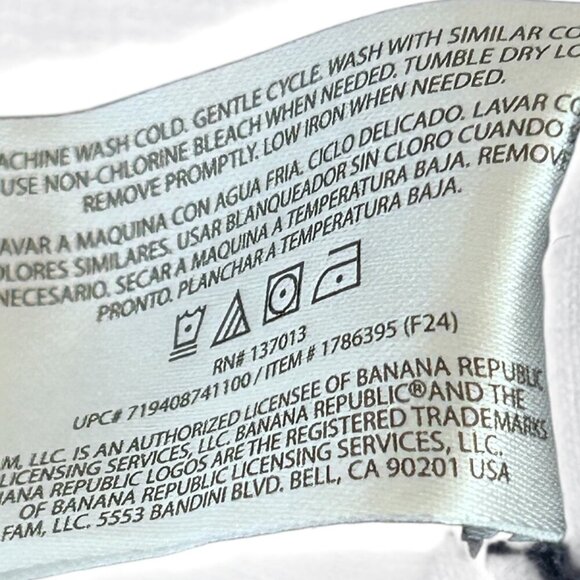 ACHINE WASH COLD. GENTLE CYCLE. WASH WITH SIMILAR CO
USE NON-CHLORINE BLEACH WHEN NEEDED. TUMBLE DRY LO
REMOVE PROMPTLY. LOW IRON WHEN NEEDED.
AVAR A MAQUINA CON AGUA FRIA. CICLO DELICADO. LAVAR CO
OLORES SIMILARES. USAR BLANQUEADOR SIN CLORO CUANDO
NECESARIO. SECAR A MAQUINA A TEMPERATURA BAJA. REMOV
PRONTO. PLANCHAR A TEMPERATURA BAJA.
RN# 137013
UPC# 719408741100 / ITEM # 1786395 (F24)
AM, LLC. IS AN AUTHORIZED LICENSEE OF BANANA REPUBLIC
LICENSING SERVICES, LLC. BANANA REPUBLIC® AND THE
ANA REPUBLIC LOGOS ARE THE REGISTERED TRADEMARKS
OF BANANA REPUBLIC LICENSING SERVICES, LLC.
FAM, LLC. 5553 BANDINI BLVD. BELL, CA 90201 USA